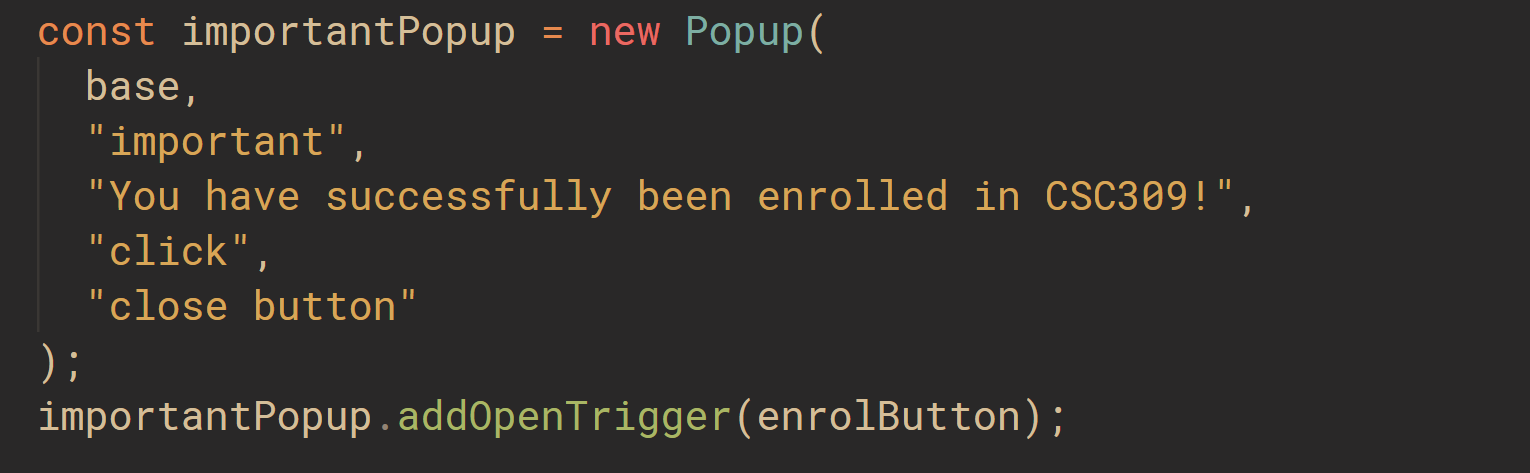 const importantPopup = new Popup(
  base,
  "important",
  "You have successfully been enrolled in CSC309!",
  "click",
  "close button"
);
importantPopup.addOpenTrigger(enrolButton);